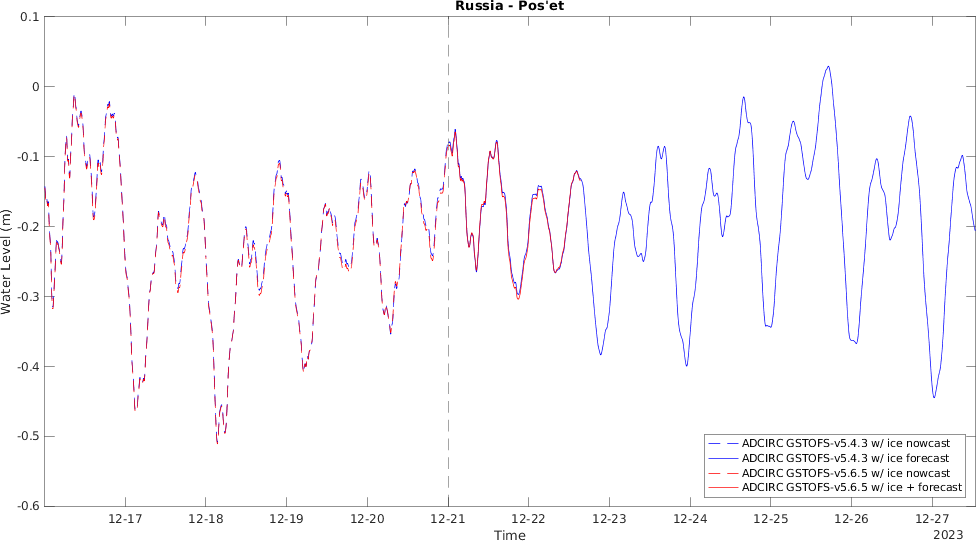 Russia - Pos'et
0.1
0
-0.1
-0.2
-0.3
-0.4
-0.5
-0.6
Water Level (m)
12-17 12-18 12-19 12-20 12-21 12-22 12-23 12-24 12-25 12-26 12-27
Time
2023
ADCIRC GSTOFS-v5.4.3 w/ ice nowcast
ADCIRC GSTOFS-v5.4.3 w/ ice forecast
ADCIRC GSTOFS-v5.6.5 w/ ice nowcast
ADCIRC GSTOFS-v5.6.5 w/ ice + forecast